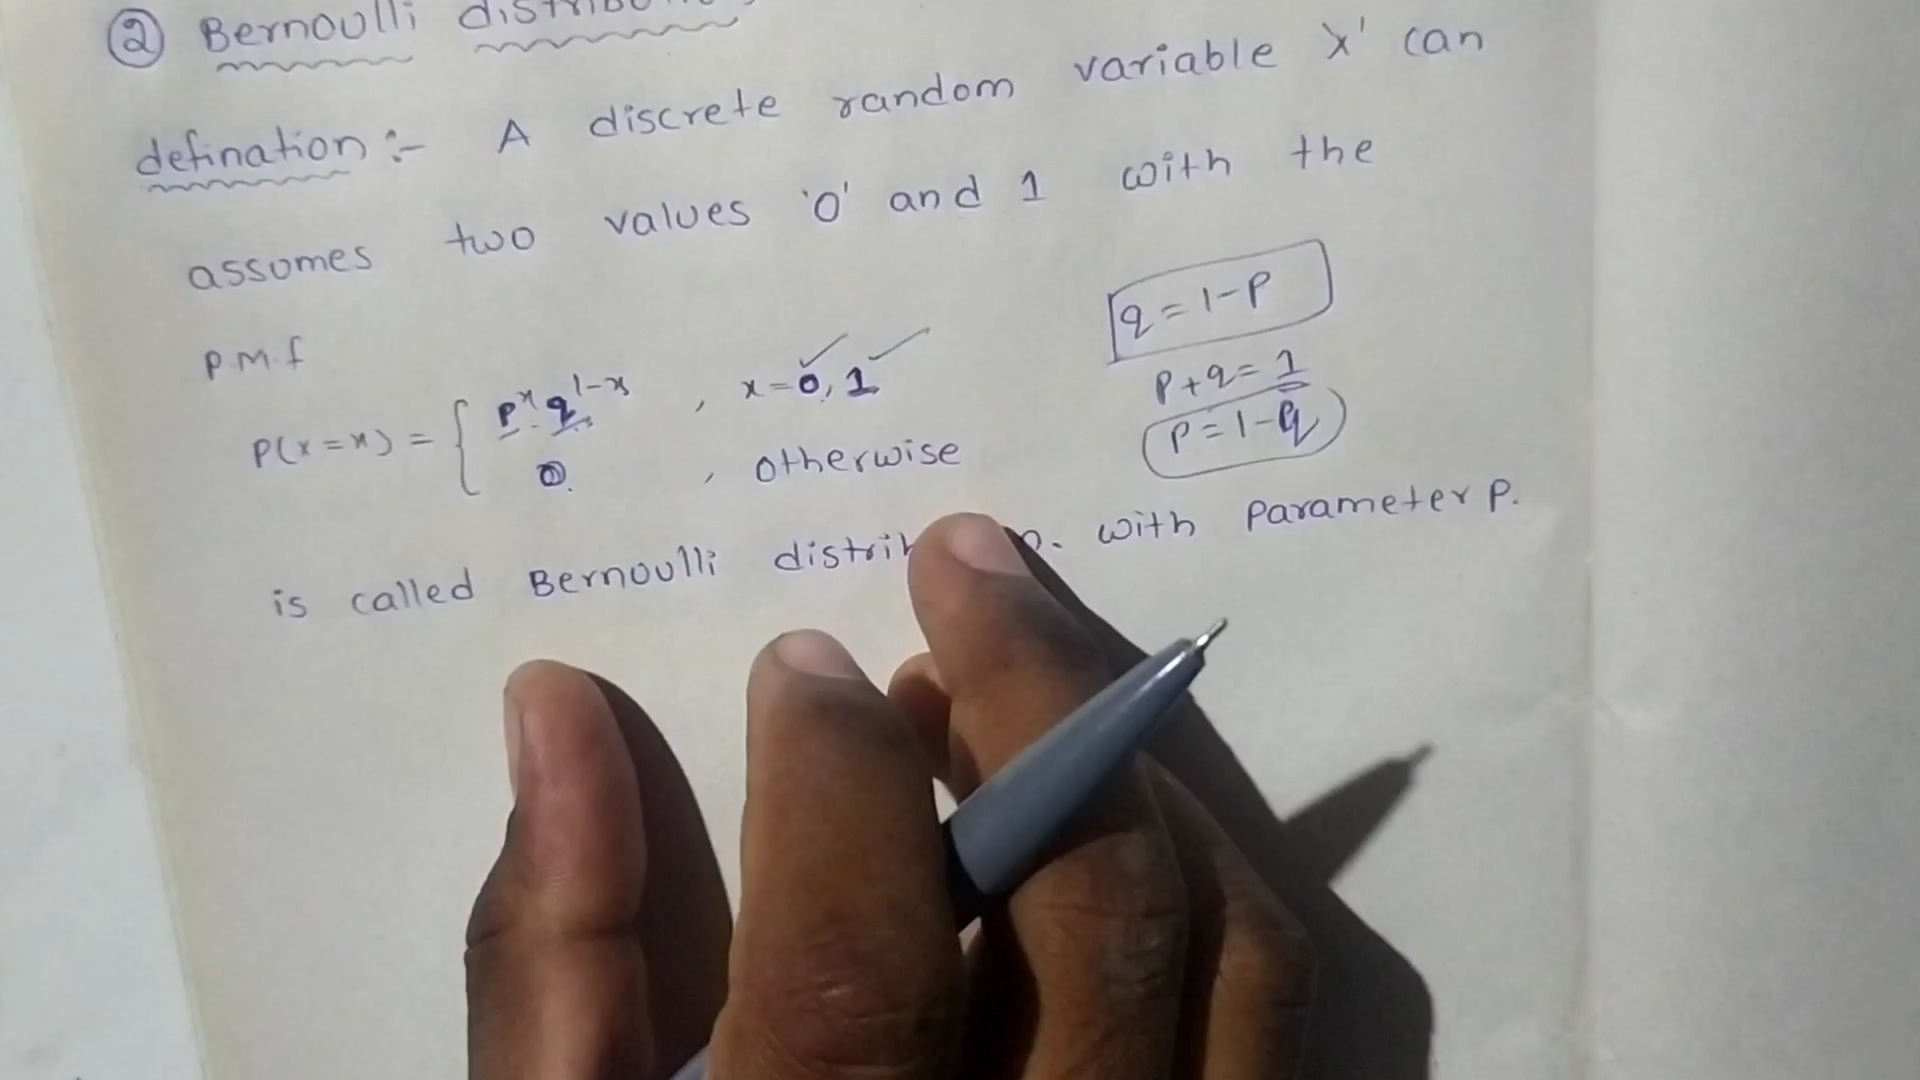 ② Bernoulli
defination :- A discrete random variable 'X' can
assumes two values '0' and 1 with the
P.M.f
P(x=x) = { p^x q^1-x , x=0,1
0 , otherwise
q=1-p
p+q=1
p=1-q
is called Bernoulli with Parameter p.